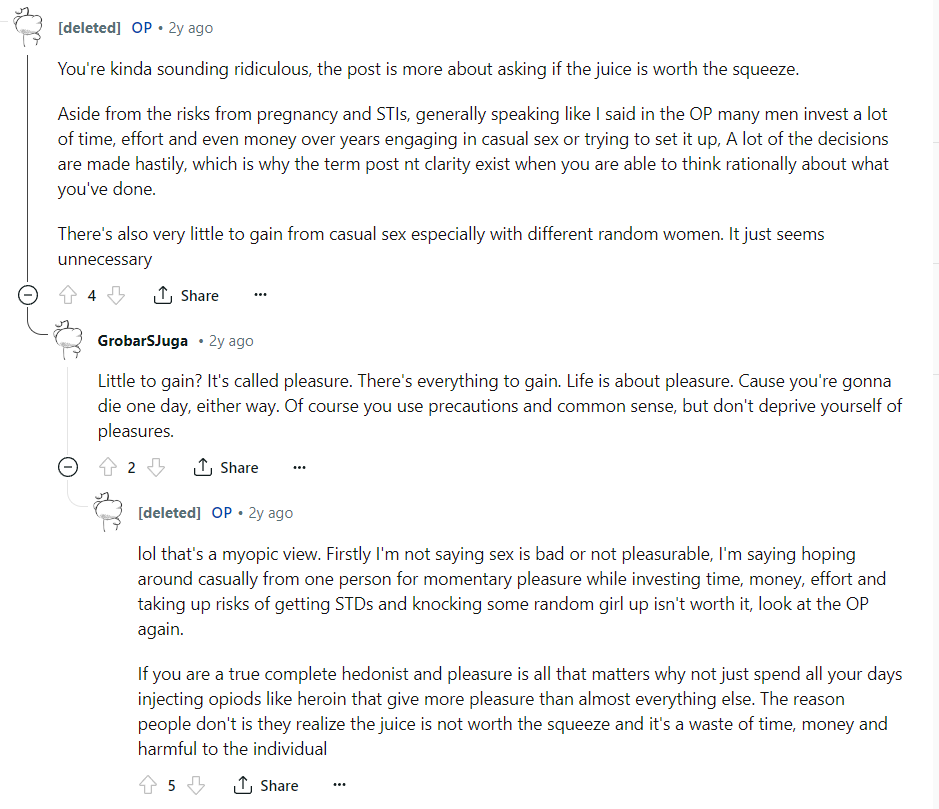 [deleted] OP • 2y ago
You're kinda sounding ridiculous, the post is more about asking if the juice is worth the squeeze.
Aside from the risks from pregnancy and STIs, generally speaking like I said in the OP many men invest a lot
of time, effort and even money over years engaging in casual sex or trying to set it up, A lot of the decisions
are made hastily, which is why the term post nt clarity exist when you are able to think rationally about what
you've done.
There's also very little to gain from casual sex especially with different random women. It just seems
unnecessary
4 Share ...
GrobarSJuga • 2y ago
Little to gain? It's called pleasure. There's everything to gain. Life is about pleasure. Cause you're gonna
die one day, either way. Of course you use precautions and common sense, but don't deprive yourself of
pleasures.
2 Share ...
[deleted] OP • 2y ago
lol that's a myopic view. Firstly I'm not saying sex is bad or not pleasurable, I'm saying hoping
around casually from one person for momentary pleasure while investing time, money, effort and
taking up risks of getting STDs and knocking some random girl up isn't worth it, look at the OP
again.
If you are a true complete hedonist and pleasure is all that matters why not just spend all your days
injecting opiods like heroin that give more pleasure than almost everything else. The reason
people don't is they realize the juice is not worth the squeeze and it's a waste of time, money and
harmful to the individual
5 Share ...